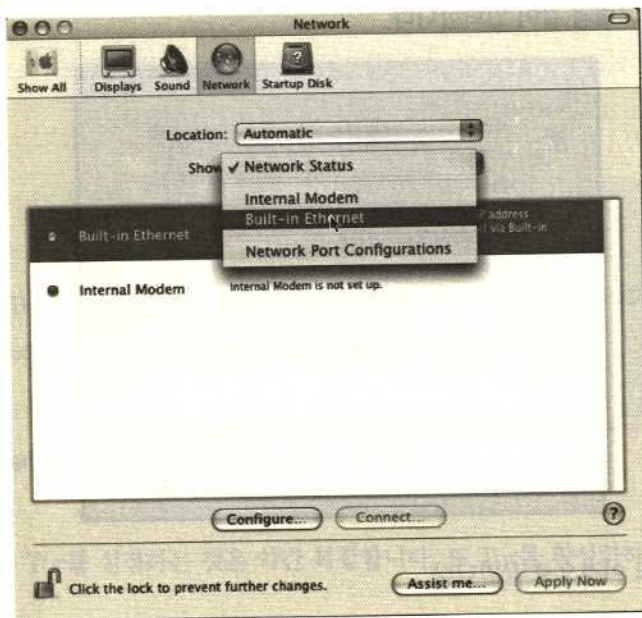 Network
Show All
Displays
Sound
Network
Startup Disk
Location: Automatic
Show
✓ Network Status
Internal Modem
Built-in Ethernet
Network Port Configurations
Built-in Ethernet
address
via Built-in
Internal Modem
Internal Modem is not set up.
Configure...
Connect...
?
Click the lock to prevent further changes.
Assist me...
Apply Now